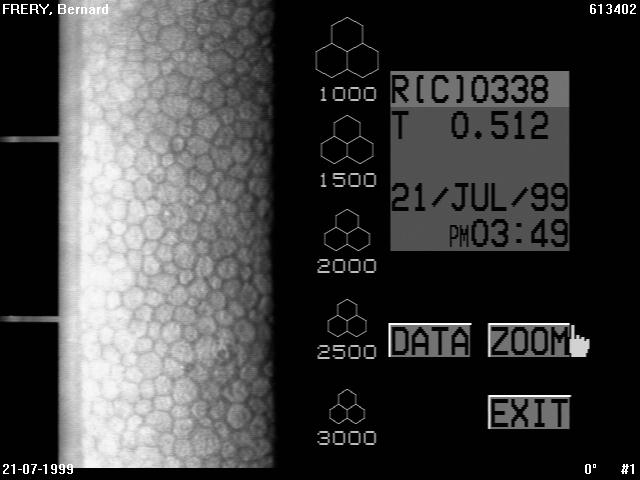 FRERY, Bernard
613402
1000
R[C]0338
T 0.512
1500
21/JUL/99
PM03:49
2000
2500
DATA
ZOOM
EXIT
3000
21-07-1999
0°
#1